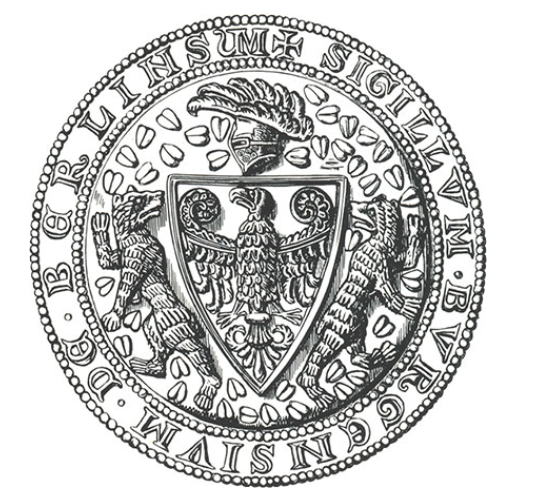 ✠ SIGILLVM · BVRGENSIVM · DE · BERLINSUM